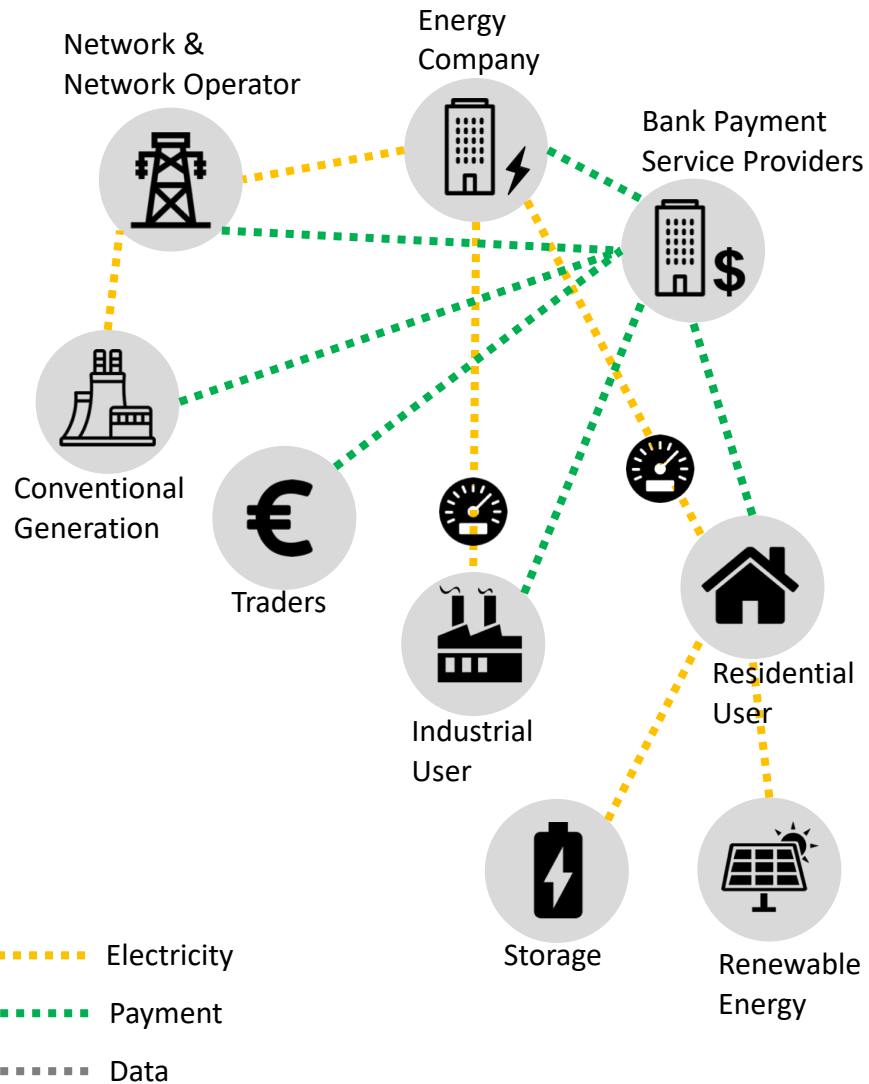 Network &
Network Operator
Energy
Company
Bank Payment
Service Providers
$
Conventional
Generation
€
Traders
Industrial
User
Residential
User
Storage
Renewable
Energy
Electricity
Payment
Data